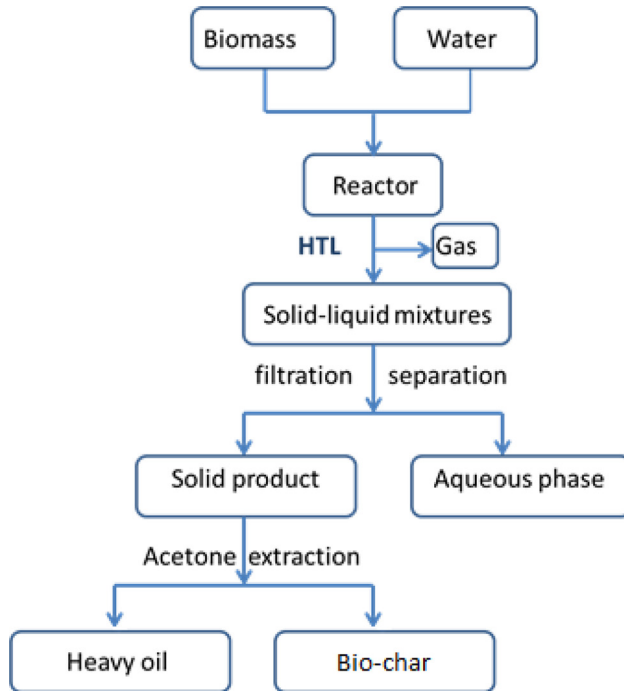 Biomass
Water
Reactor
HTL
Gas
Solid-liquid mixtures
filtration separation
Solid product
Aqueous phase
Acetone extraction
Heavy oil
Bio-char